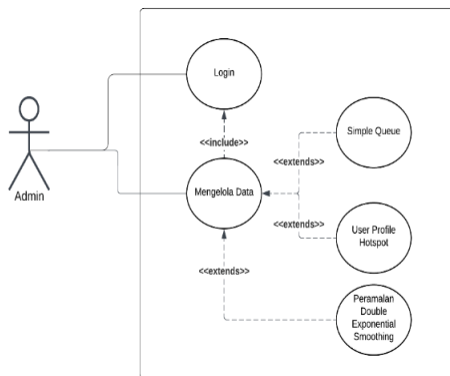 Login
<<include>>
Mengelola Data
Admin
<<extends>>
Simple Queue
<<extends>>
User Profile
Hotspot
<<extends>>
Peramalan
Double
Exponential
Smoothing